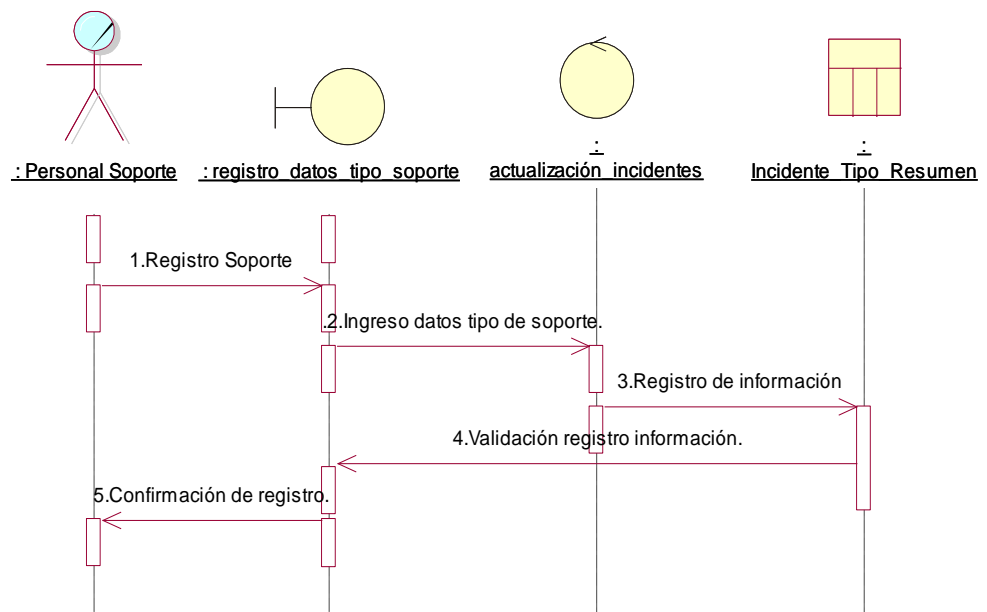 : Personal Soporte
: registro_datos_tipo_soporte
:
actualización_incidentes
:
Incidente_Tipo_Resumen
1.Registro Soporte
.2.Ingreso datos tipo de soporte.
3.Registro de información
4.Validación registro información.
5.Confirmación de registro.